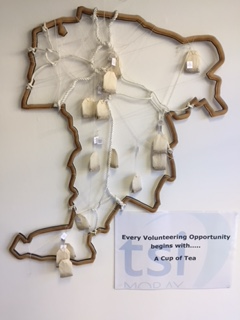 Every Volunteering Opportunity
begins with.....
A Cup of Tea
tsi
MORAY